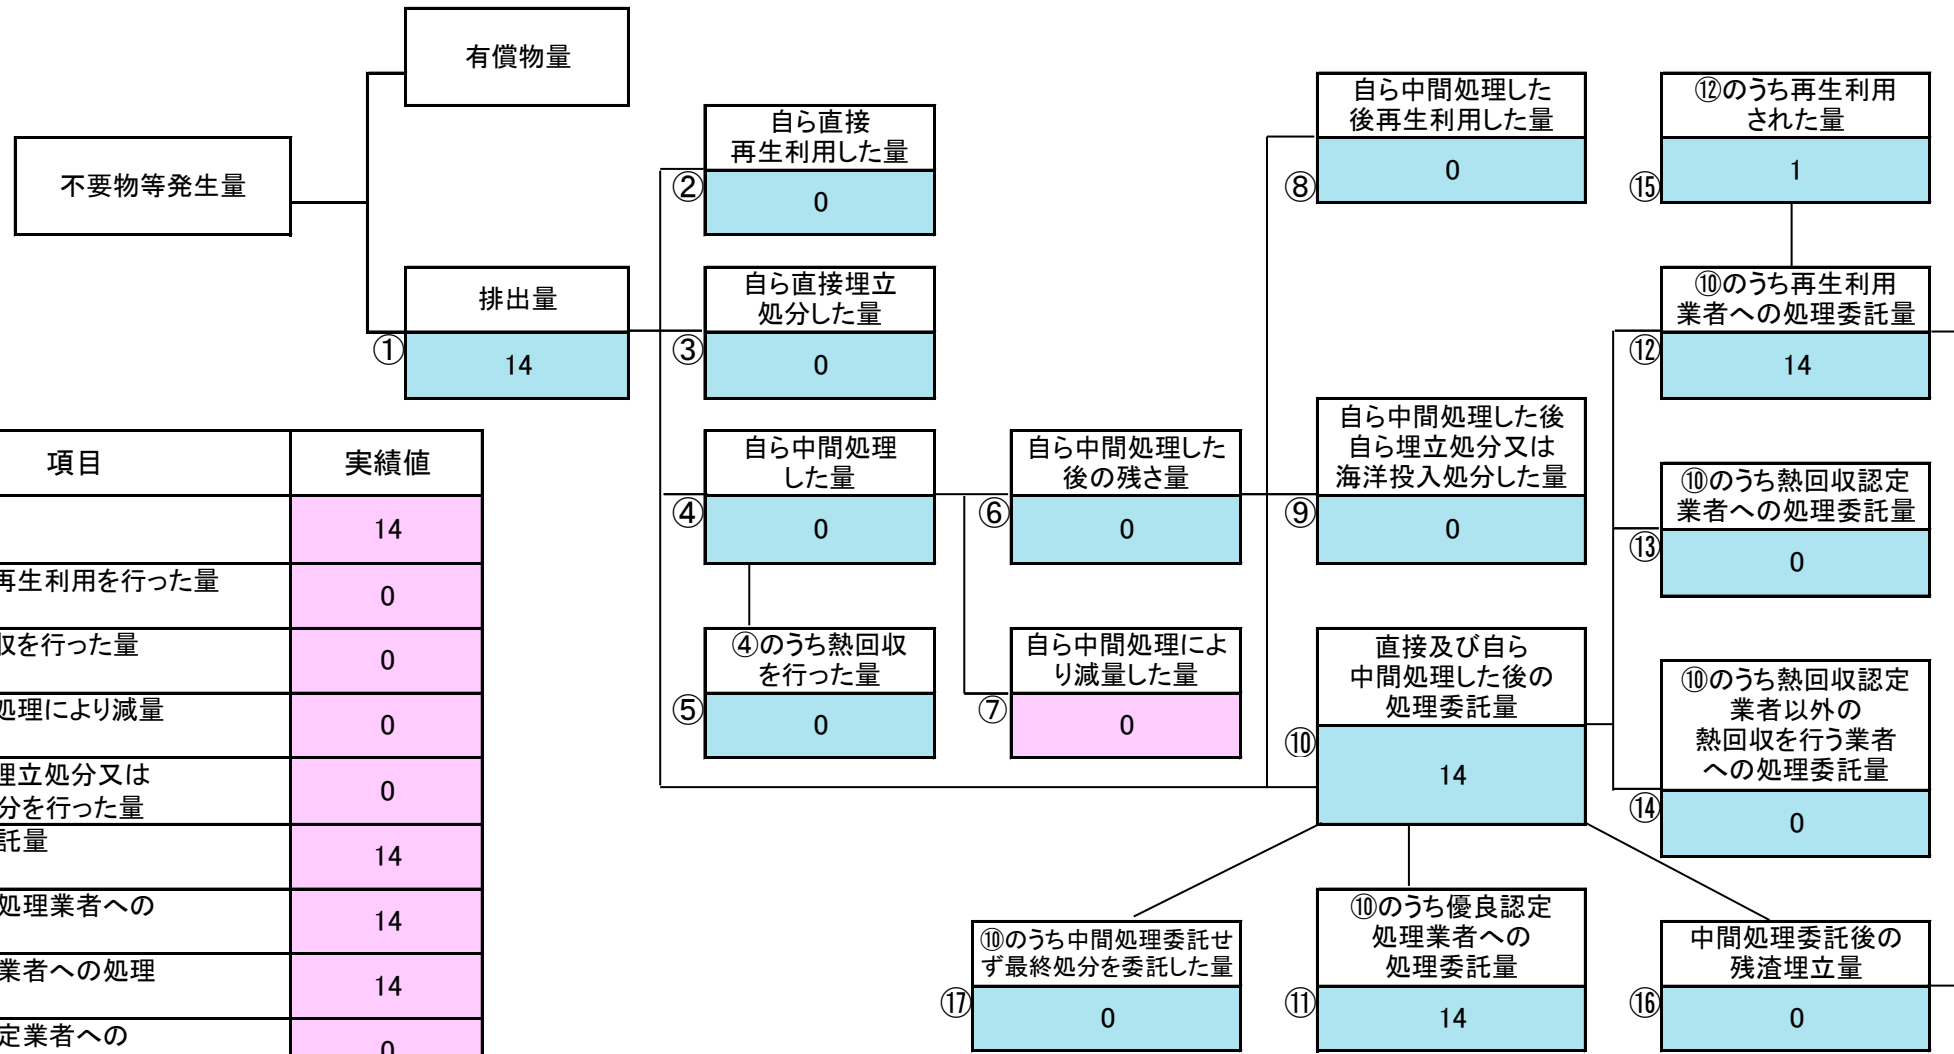 有償物量
不要物等発生量
排出量
①
14
自ら直接
再生利用した量
②
0
自ら直接埋立
処分した量
③
0
自ら中間処理
した量
④
0
④のうち熱回収
を行った量
⑤
0
自ら中間処理した
後の残さ量
⑥
0
自ら中間処理によ
り減量した量
⑦
0
自ら中間処理した
後再生利用した量
⑧
0
自ら中間処理した後
自ら埋立処分又は
海洋投入処分した量
⑨
0
直接及び自ら
中間処理した後の
処理委託量
⑩
14
⑫のうち再生利用
された量
⑮
1
⑩のうち再生利用
業者への処理委託量
⑫
14
⑩のうち熱回収認定
業者への処理委託量
⑬
0
⑩のうち熱回収認定
業者以外の
熱回収を行う業者
への処理委託量
⑭
0
⑩のうち中間処理委託せ
ず最終処分を委託した量
⑰
0
⑩のうち優良認定
処理業者への
処理委託量
⑪
14
中間処理委託後の
残渣埋立量
⑯
0
項目 実績値
14
再生利用を行った量 0
収を行った量 0
処理により減量 0
埋立処分又は
分を行った量 0
託量 14
処理業者への 14
業者への処理 14
定業者への 0